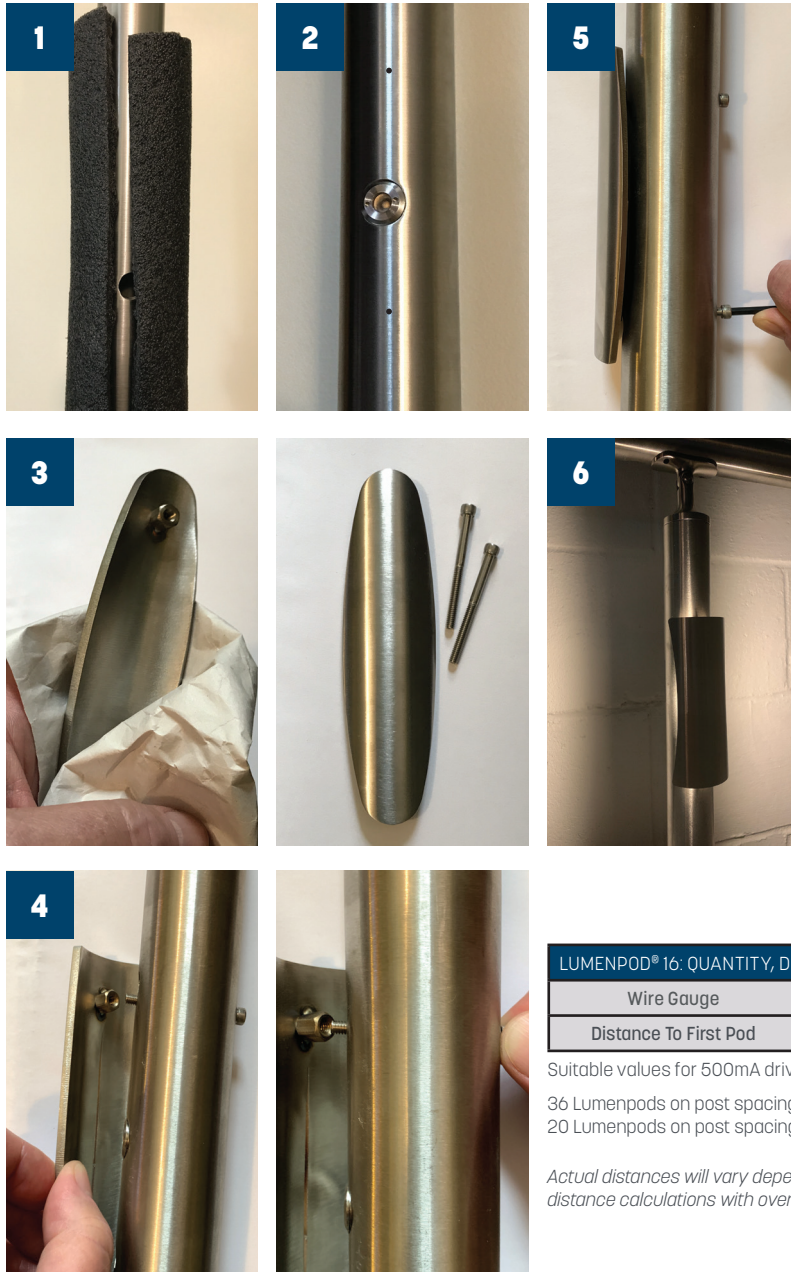 1
2
5
3
6
4
LUMENPOD® 16: QUANTITY, D
Wire Gauge
Distance To First Pod
Suitable values for 500mA driv
36 Lumenpods on post spacing
20 Lumenpods on post spacing
Actual distances will vary depe
distance calculations with over